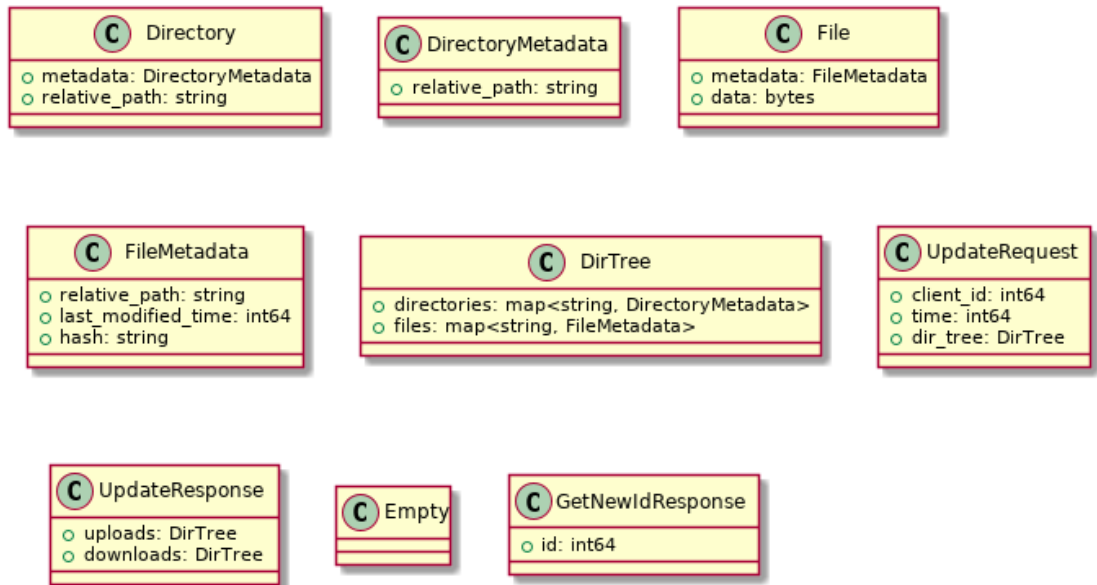 C Directory
metadata: DirectoryMetadata
relative_path: string
C DirectoryMetadata
relative_path: string
C File
metadata: FileMetadata
data: bytes
C FileMetadata
relative_path: string
last_modified_time: int64
hash: string
C DirTree
directories: map<string, DirectoryMetadata>
files: map<string, FileMetadata>
C UpdateRequest
client_id: int64
time: int64
dir_tree: DirTree
C UpdateResponse
uploads: DirTree
downloads: DirTree
C Empty
C GetNewIdResponse
id: int64